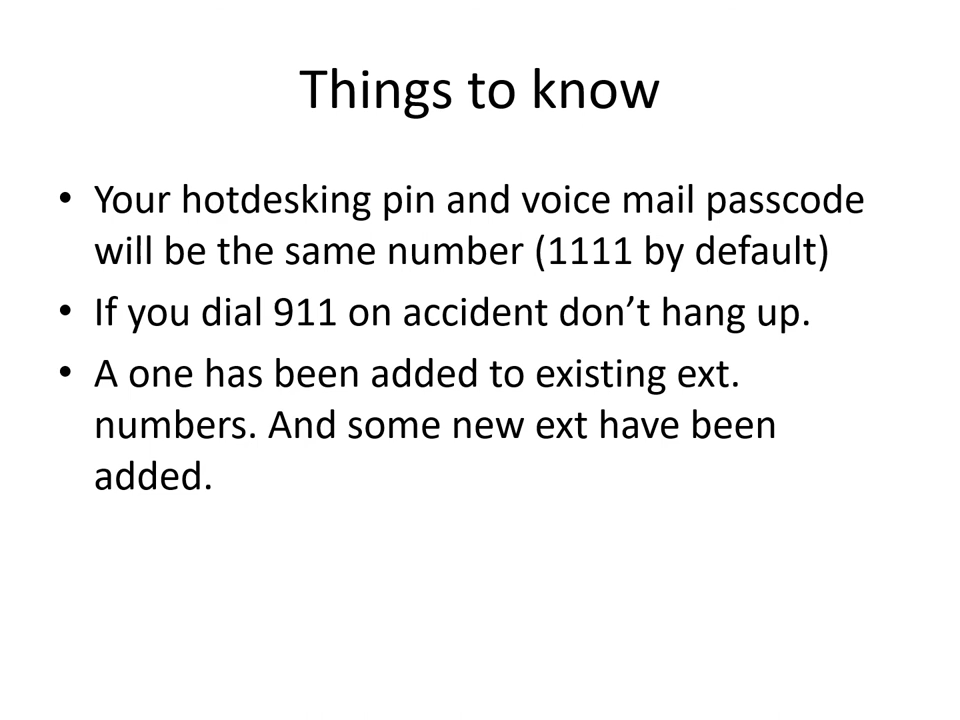 Things to know
• Your hotdesking pin and voice mail passcode
will be the same number (1111 by default)
• If you dial 911 on accident don’t hang up.
• A one has been added to existing ext.
numbers. And some new ext have been
added.